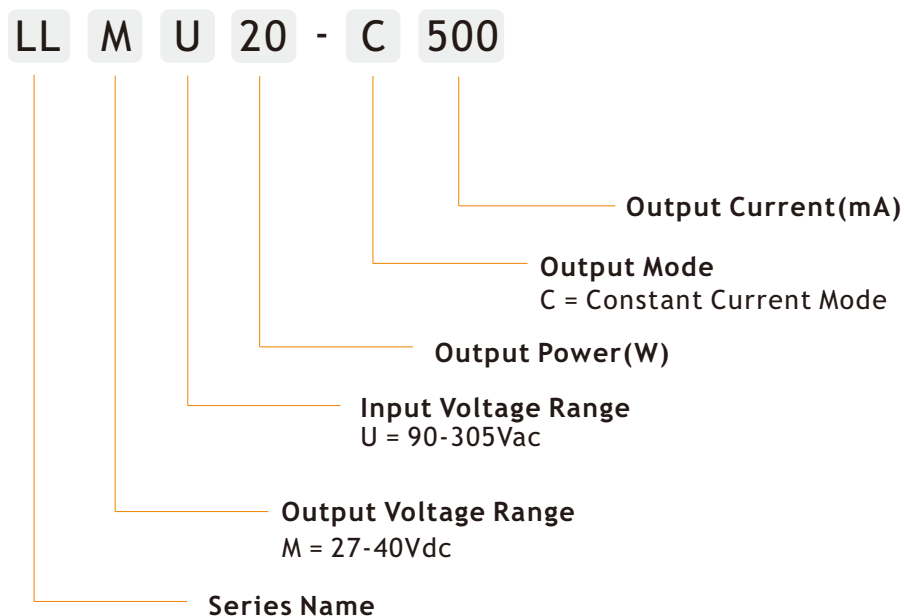 LL M U 20 - C 500
Output Current(mA)
Output Mode
C = Constant Current Mode
Output Power(W)
Input Voltage Range
U = 90-305Vac
Output Voltage Range
M = 27-40Vdc
Series Name